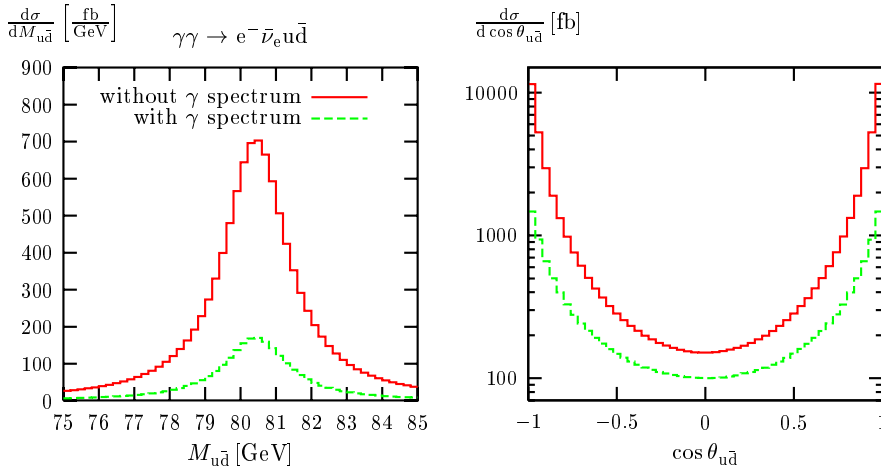 dσ/dM_ud̄ [fb/GeV]
γγ → e⁻ν̄ₑud̄
900
800
700
600
500
400
300
200
100
0
without γ spectrum
with γ spectrum
75 76 77 78 79 80 81 82 83 84 85
M_ud̄ [GeV]
dσ/d cos θ_ud̄ [fb]
10000
1000
100
−1 −0.5 0 0.5 1
cos θ_ud̄